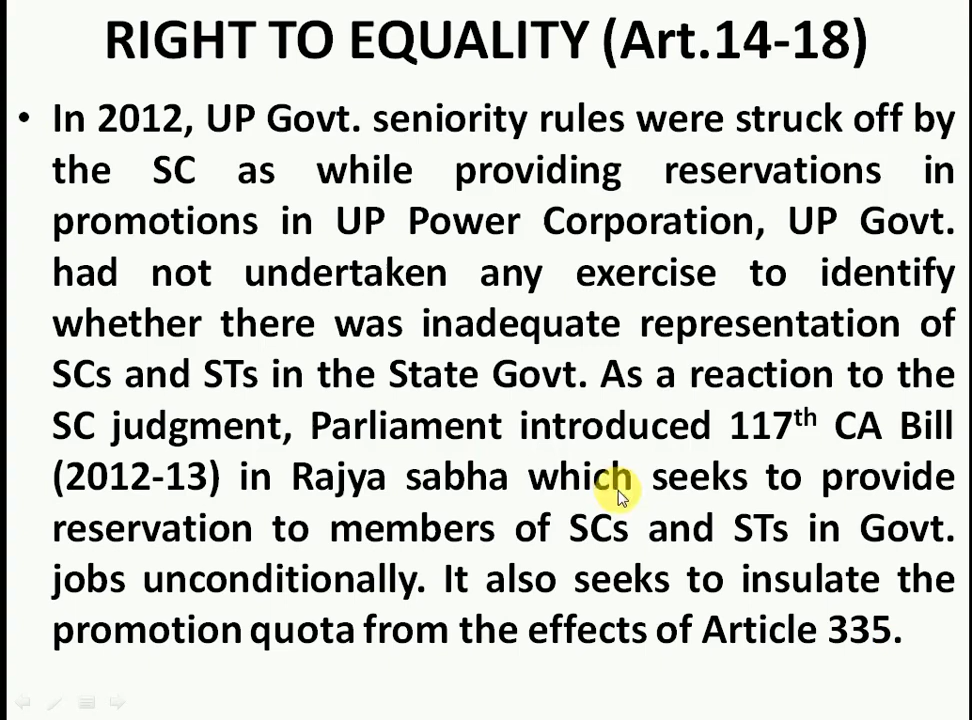 RIGHT TO EQUALITY (Art.14-18)
• In 2012, UP Govt. seniority rules were struck off by
the SC as while providing reservations in
promotions in UP Power Corporation, UP Govt.
had not undertaken any exercise to identify
whether there was inadequate representation of
SCs and STs in the State Govt. As a reaction to the
SC judgment, Parliament introduced 117th CA Bill
(2012-13) in Rajya sabha which seeks to provide
reservation to members of SCs and STs in Govt.
jobs unconditionally. It also seeks to insulate the
promotion quota from the effects of Article 335.